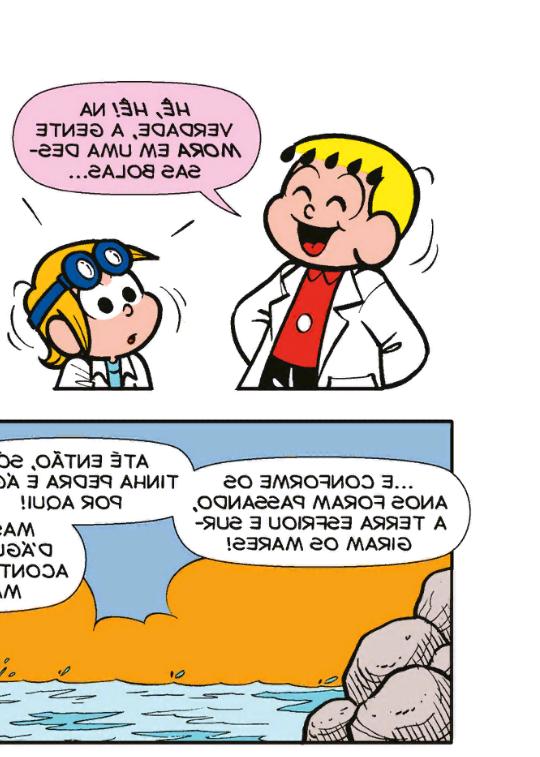 HÊ, HÊ! NA
VERDADE, A GENTE
MORA EM UMA DES-
SAS BOLAS...
...E CONFORME OS
ANOS FORAM PASSANDO,
A TERRA ESFRIOU E SUR-
GIRAM OS MARES!
ATÉ ENTÃO, SÓ
TINHA PEDRA E
POR AQUI!
MAS